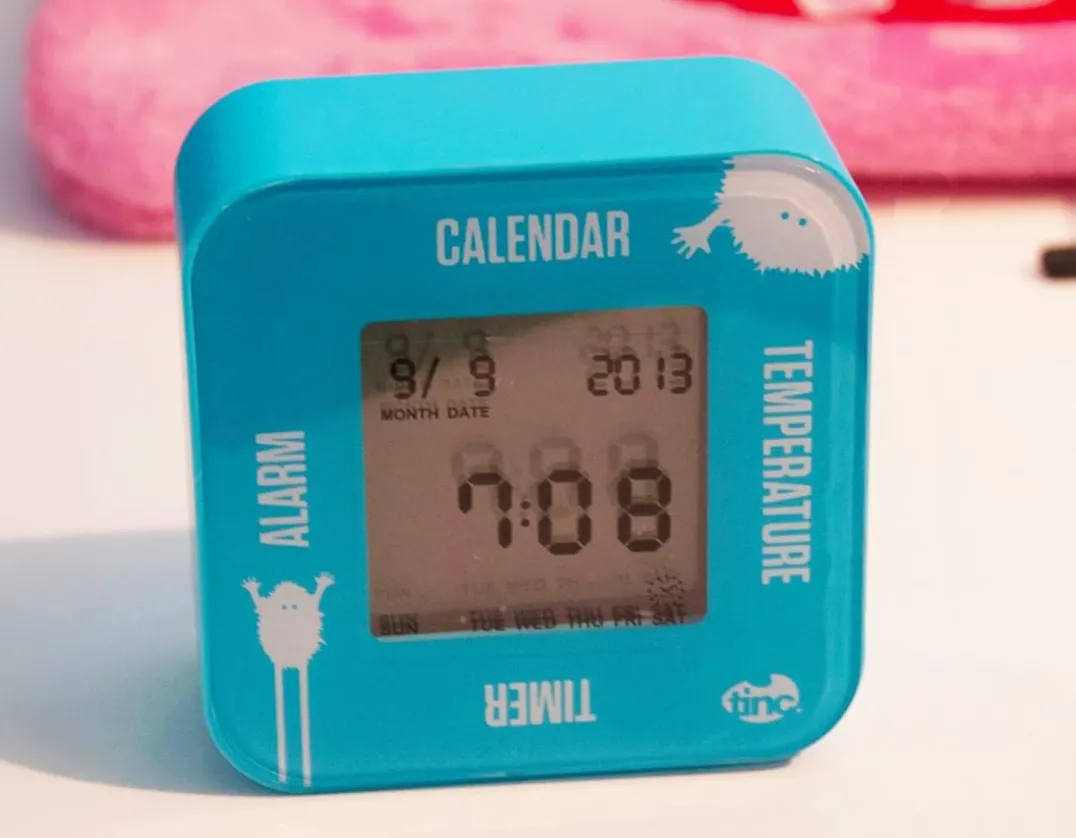 CALENDAR
9/ 9 2013
MONTH DATE
7:08
SUN TUE WED THU FRI SAT
ALARM
TEMPERATURE
TIMER
tinc.